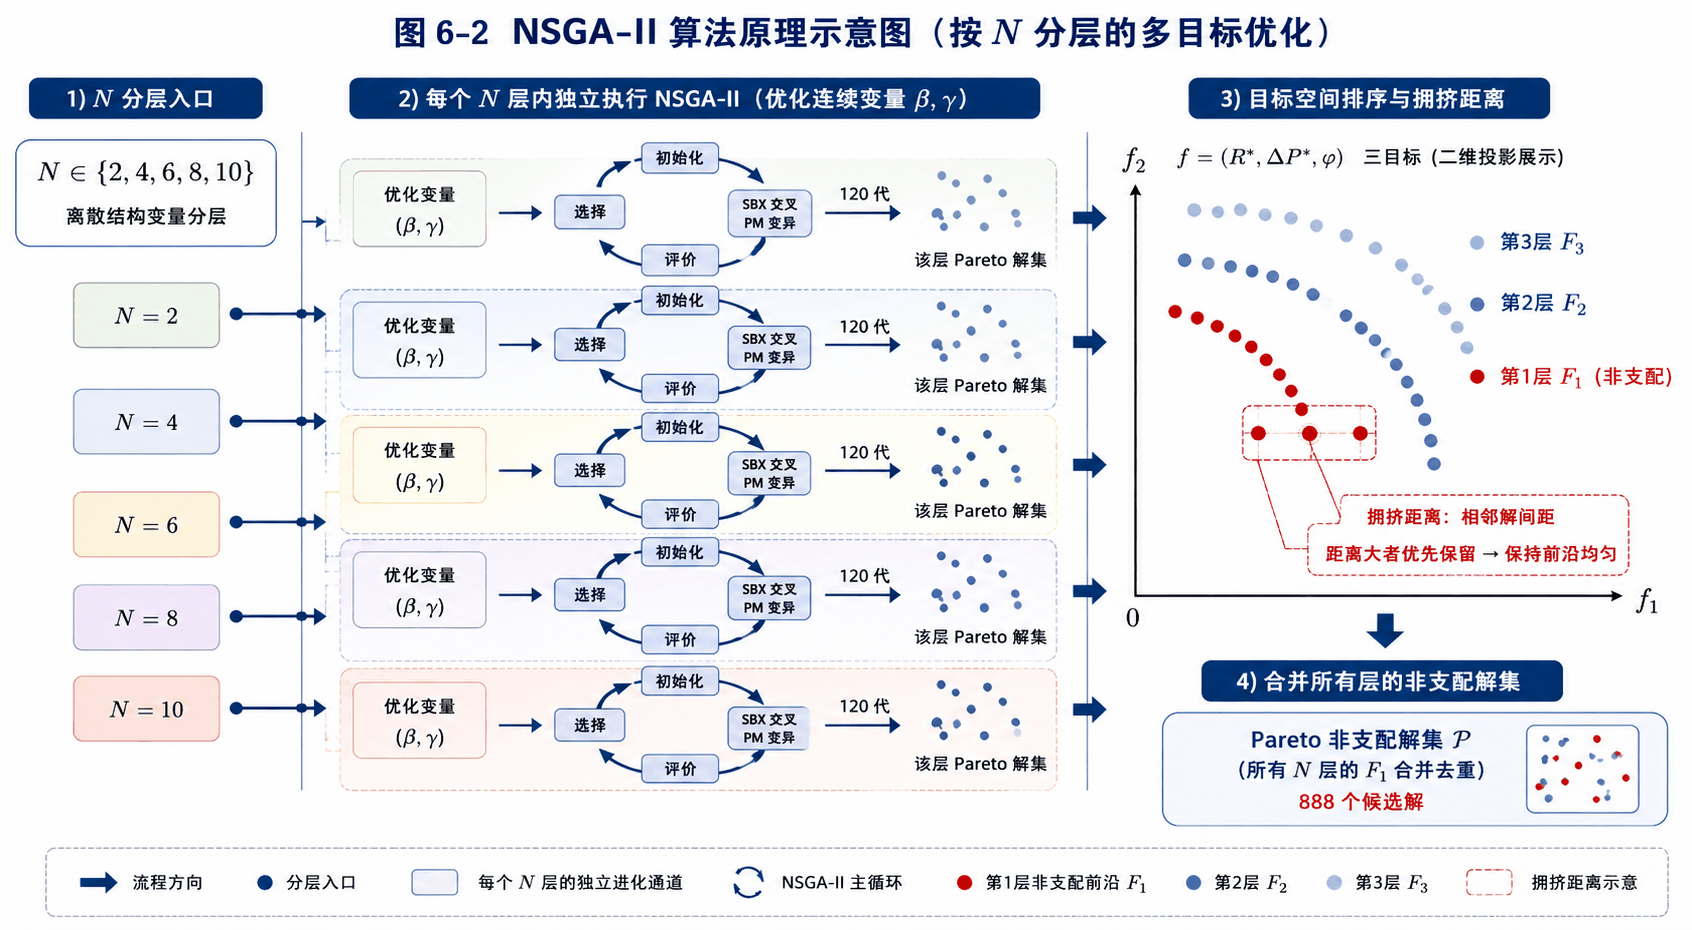 图 6-2 NSGA-II 算法原理示意图（按 N 分层的多目标优化）
1) N 分层入口
N ∈ {2, 4, 6, 8, 10}
离散结构变量分层
N = 2
N = 4
N = 6
N = 8
N = 10
2) 每个 N 层内独立执行 NSGA-II（优化连续变量 β, γ）
优化变量
(β, γ)
选择
初始化
SBX 交叉
PM 变异
评价
120 代
该层 Pareto 解集
优化变量
(β, γ)
选择
初始化
SBX 交叉
PM 变异
评价
120 代
该层 Pareto 解集
优化变量
(β, γ)
选择
初始化
SBX 交叉
PM 变异
评价
120 代
该层 Pareto 解集
优化变量
(β, γ)
选择
初始化
SBX 交叉
PM 变异
评价
120 代
该层 Pareto 解集
优化变量
(β, γ)
选择
初始化
SBX 交叉
PM 变异
评价
120 代
该层 Pareto 解集
3) 目标空间排序与拥挤距离
f₂
f = (R*, ΔP*, φ) 三目标 (二维投影展示)
第3层 F₃
第2层 F₂
第1层 F₁（非支配）
拥挤距离：相邻解间距
距离大者优先保留 → 保持前沿均匀
0
f₁
4) 合并所有层的非支配解集
Pareto 非支配解集 𝒫
(所有 N 层的 F₁ 合并去重)
888 个候选解
流程方向
分层入口
每个 N 层的独立进化通道
NSGA-II 主循环
第1层非支配前沿 F₁
第2层 F₂
第3层 F₃
拥挤距离示意